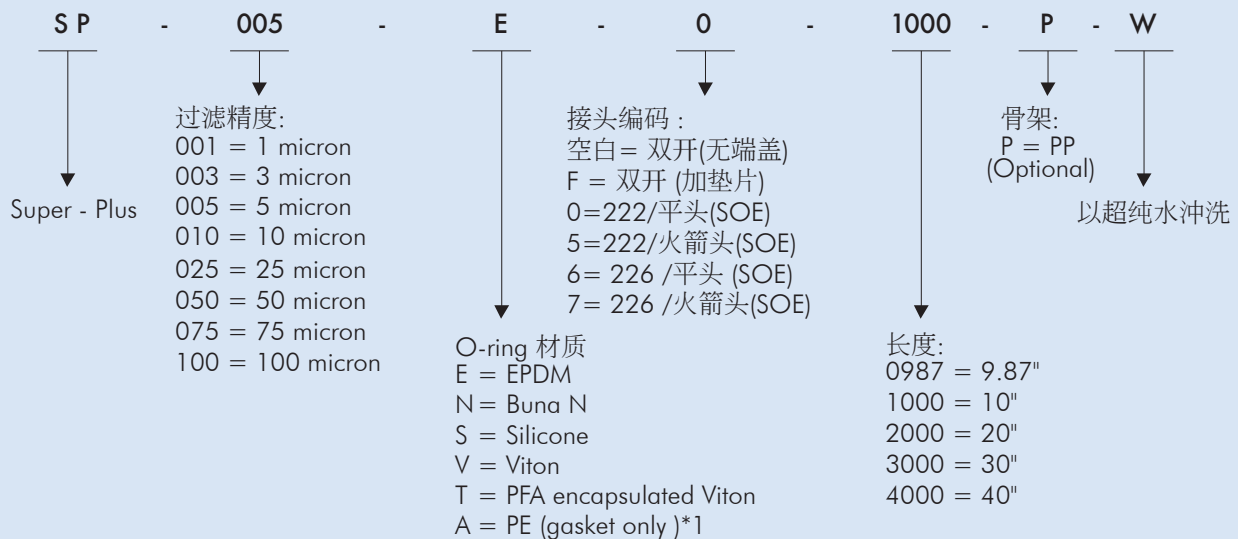 S P - 005 - E - 0 - 1000 - P - W
Super - Plus
过滤精度:
001 = 1 micron
003 = 3 micron
005 = 5 micron
010 = 10 micron
025 = 25 micron
050 = 50 micron
075 = 75 micron
100 = 100 micron
O-ring 材质
E = EPDM
N = Buna N
S = Silicone
V = Viton
T = PFA encapsulated Viton
A = PE (gasket only )*1
接头编码 :
空白= 双开(无端盖)
F = 双开 (加垫片)
0=222/平头(SOE)
5=222/火箭头(SOE)
6= 226 /平头 (SOE)
7= 226 /火箭头(SOE)
长度:
0987 = 9.87"
1000 = 10"
2000 = 20"
3000 = 30"
4000 = 40"
骨架:
P = PP
(Optional)
以超纯水冲洗